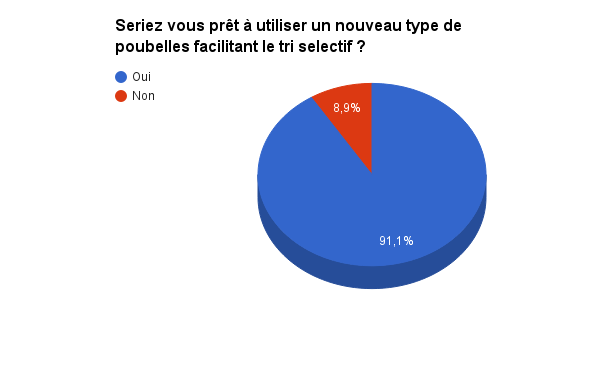 Seriez vous prêt à utiliser un nouveau type de
poubelles facilitant le tri selectif ?
Oui
Non
8,9%
91,1%